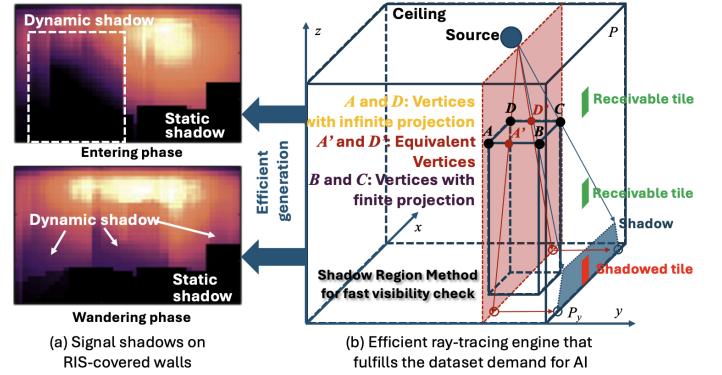 Dynamic shadow
Static
shadow
Entering phase
Dynamic shadow
Static
shadow
Wandering phase
(a) Signal shadows on
RIS-covered walls
Efficient
generation
Ceiling
Source
z
P
A and D: Vertices
with infinite projection
A' and D': Equivalent
Vertices
B and C: Vertices with
finite projection
D
D'
C
A
A'
B
Receivable tile
Receivable tile
Shadow
Shadowed tile
x
Shadow Region Method
for fast visibility check
P_y
y
(b) Efficient ray-tracing engine that
fulfills the dataset demand for AI